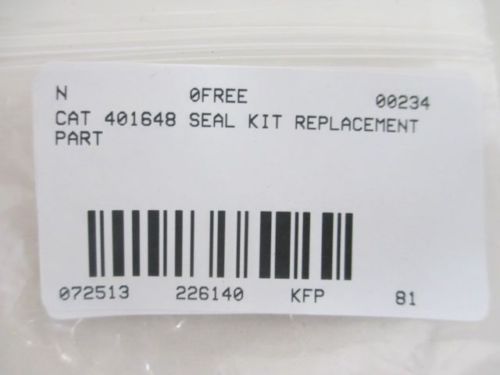 N 0FREE 00234
CAT 401648 SEAL KIT REPLACEMENT
PART
072513 226140 KFP 81